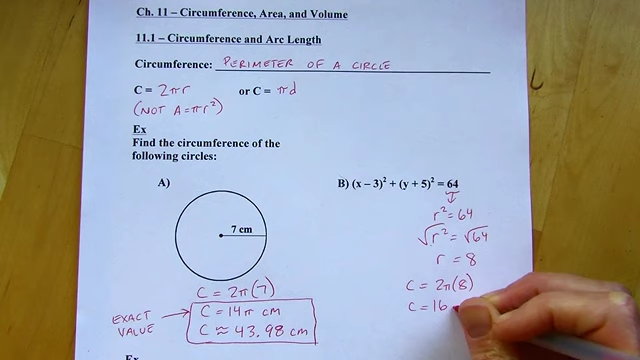 Ch. 11 – Circumference, Area, and Volume
11.1 – Circumference and Arc Length
Circumference: PERIMETER OF A CIRCLE
C = 2πr or C = πd
(NOT A=πr²)
Ex
Find the circumference of the
following circles:
A)
7 cm
C = 2π(7)
EXACT
VALUE
C = 14π cm
C ≈ 43.98 cm
B) (x – 3)² + (y + 5)² = 64
r² = 64
√r² = √64
r = 8
C = 2π(8)
C = 16
Ex